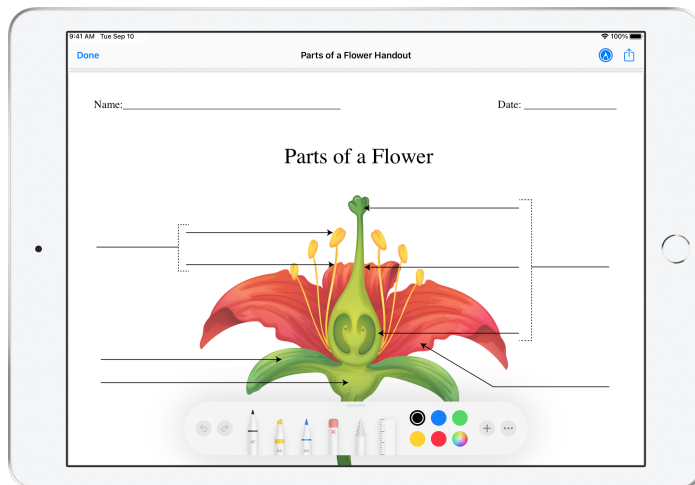 9:41 AM Tue Sep 10
100%
Done
Parts of a Flower Handout
Name:
Date:
Parts of a Flower